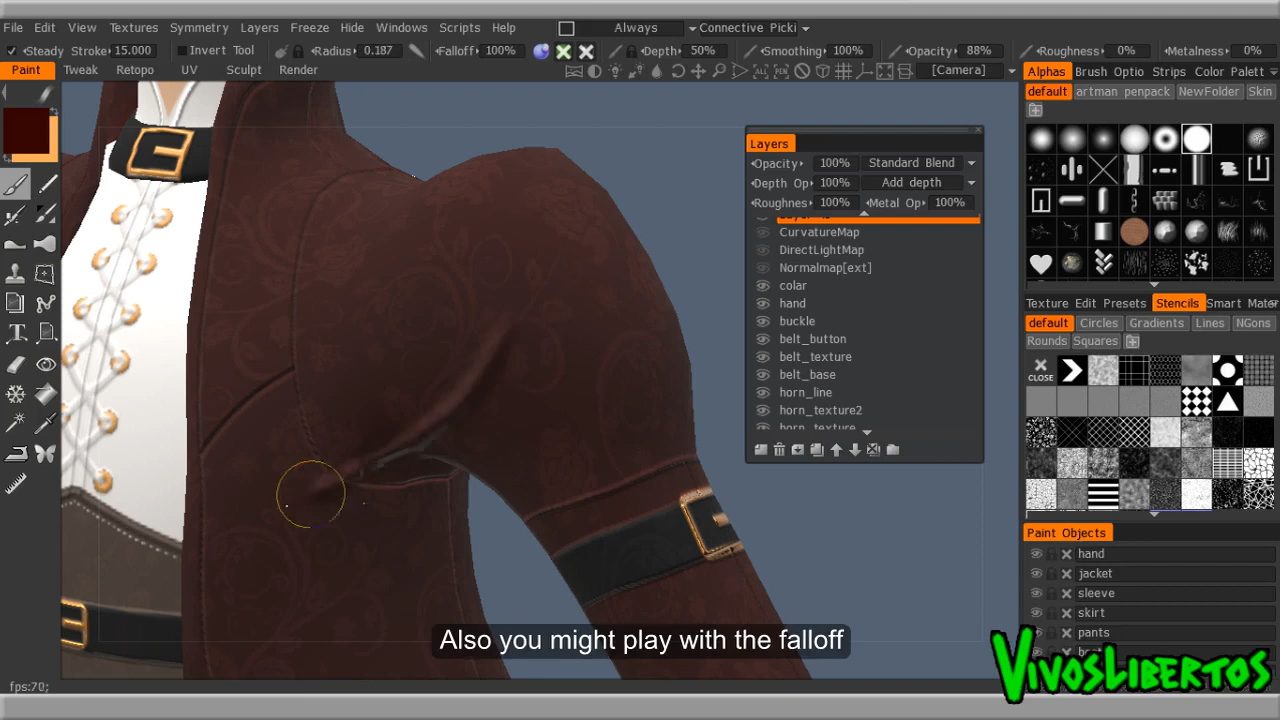 File Edit View Textures Symmetry Layers Freeze Hide Windows Scripts Help Always Connective Picki
Steady Stroke 15.000 Invert Tool Radius 0.187 Falloff 100% Depth 50% Smoothing 100% Opacity 88% Roughness 0% Metalness 0%
Paint Tweak Retopo UV Sculpt Render [Camera]
Alphas Brush Optio Strips Color Palett
default artman penpack NewFolder Skin
Layers
Opacity 100% Standard Blend
Depth Op 100% Add depth
Roughness 100% Metal Op 100%
CurvatureMap
DirectLightMap
Normalmap[ext]
colar
hand
buckle
belt_button
belt_texture
belt_base
horn_line
horn_texture2
horn_texture
Texture Edit Presets Stencils Smart Mate
default Circles Gradients Lines NGons
Rounds Squares
CLOSE
Paint Objects
hand
jacket
sleeve
skirt
pants
Also you might play with the falloff
VIVOSLIBERTOS
fps:70;